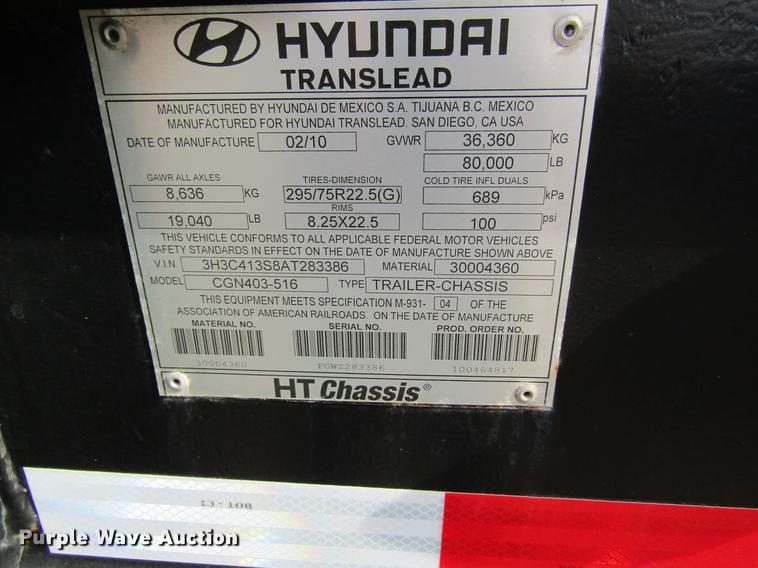 HYUNDAI
TRANSLEAD
MANUFACTURED BY HYUNDAI DE MEXICO S.A. TIJUANA B.C. MEXICO
MANUFACTURED FOR HYUNDAI TRANSLEAD. SAN DIEGO, CA USA
DATE OF MANUFACTURE 02/10 GVWR 36,360 KG
80,000 LB
GAWR ALL AXLES TIRES-DIMENSION COLD TIRE INFL DUALS
8,636 KG 295/75R22.5(G) 689 kPa
RIMS
19,040 LB 8.25X22.5 100 psi
THIS VEHICLE CONFORMS TO ALL APPLICABLE FEDERAL MOTOR VEHICLES
SAFETY STANDARDS IN EFFECT ON THE DATE OF MANUFACTURE SHOWN ABOVE
V.I.N. 3H3C413S8AT283386 MATERIAL 30004360
MODEL CGN403-516 TYPE TRAILER-CHASSIS
THIS EQUIPMENT MEETS SPECIFICATION M-931- 04 OF THE
ASSOCIATION OF AMERICAN RAILROADS. ON THE DATE OF MANUFACTURE
MATERIAL NO. SERIAL NO. PROD. ORDER NO.
30004360 FGWZ283386 100464817
HT Chassis®
DOT-C2
Purple Wave Auction